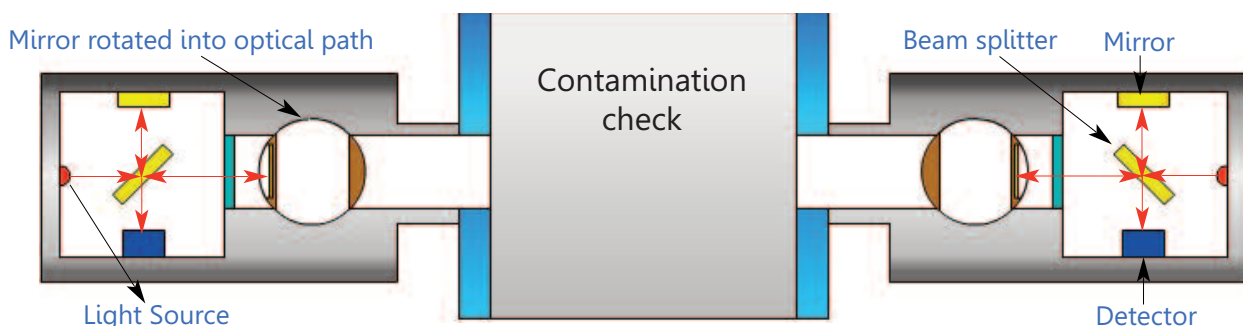 Mirror rotated into optical path
Contamination
check
Beam splitter
Mirror
Light Source
Detector